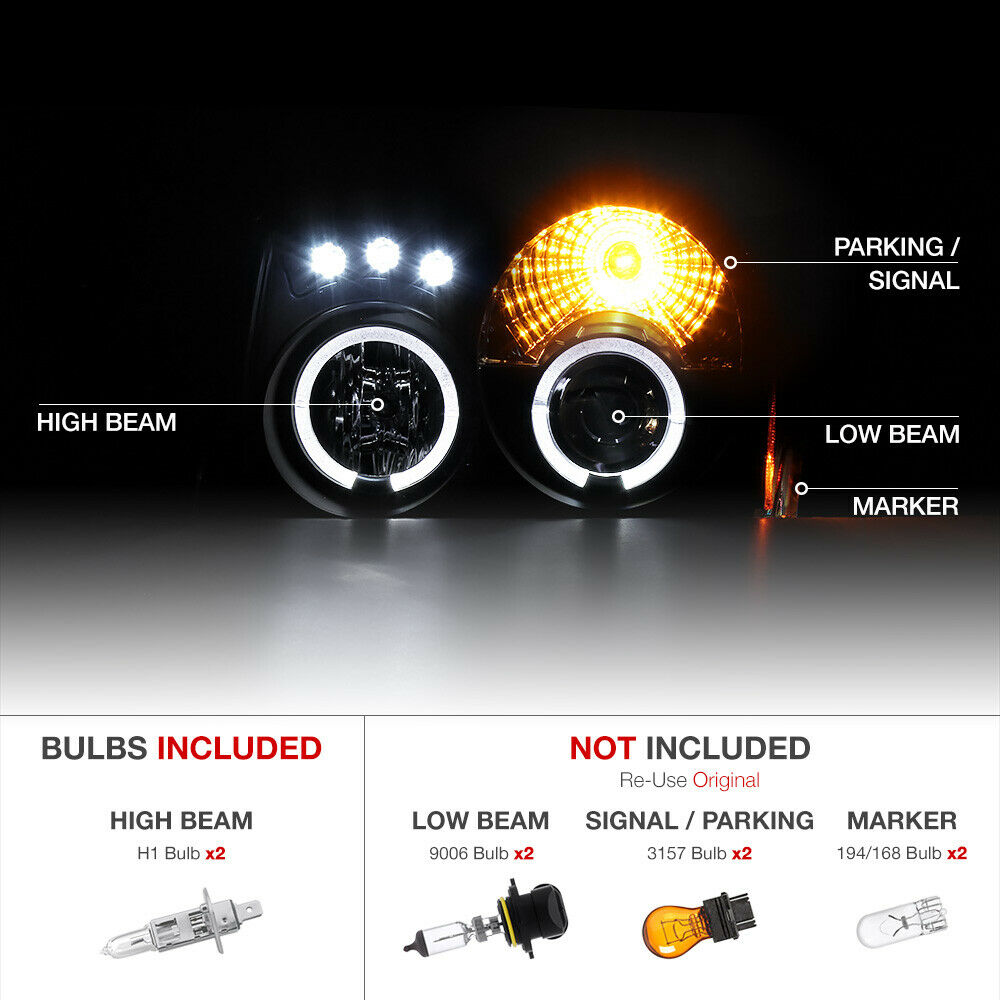 PARKING /
SIGNAL
HIGH BEAM
LOW BEAM
MARKER
BULBS INCLUDED
HIGH BEAM
H1 Bulb x2
NOT INCLUDED
Re-Use Original
LOW BEAM
9006 Bulb x2
SIGNAL / PARKING
3157 Bulb x2
MARKER
194/168 Bulb x2